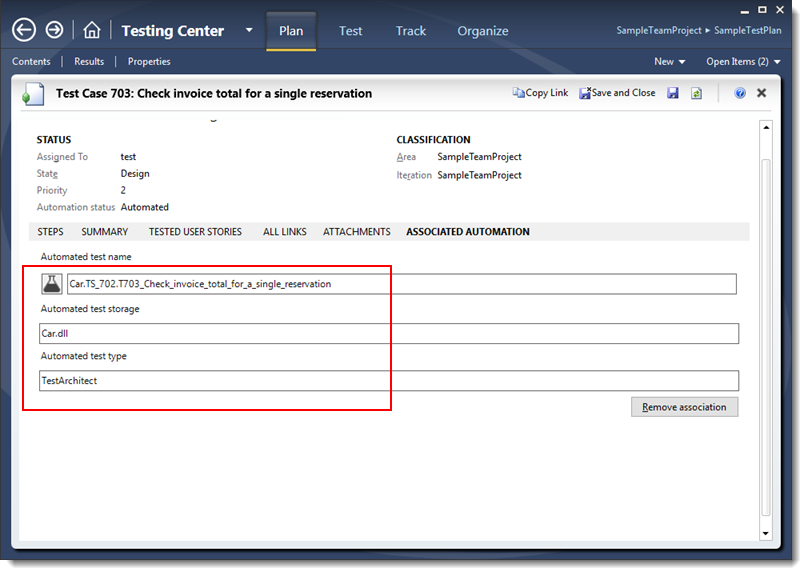 Testing Center Plan Test Track Organize SampleTeamProject ▸ SampleTestPlan
Contents Results Properties New Open Items (2)
Test Case 703: Check invoice total for a single reservation Copy Link Save and Close
STATUS CLASSIFICATION
Assigned To test Area SampleTeamProject
State Design Iteration SampleTeamProject
Priority 2
Automation status Automated
STEPS SUMMARY TESTED USER STORIES ALL LINKS ATTACHMENTS ASSOCIATED AUTOMATION
Automated test name
Car.TS_702.T703_Check_invoice_total_for_a_single_reservation
Automated test storage
Car.dll
Automated test type
TestArchitect
Remove association